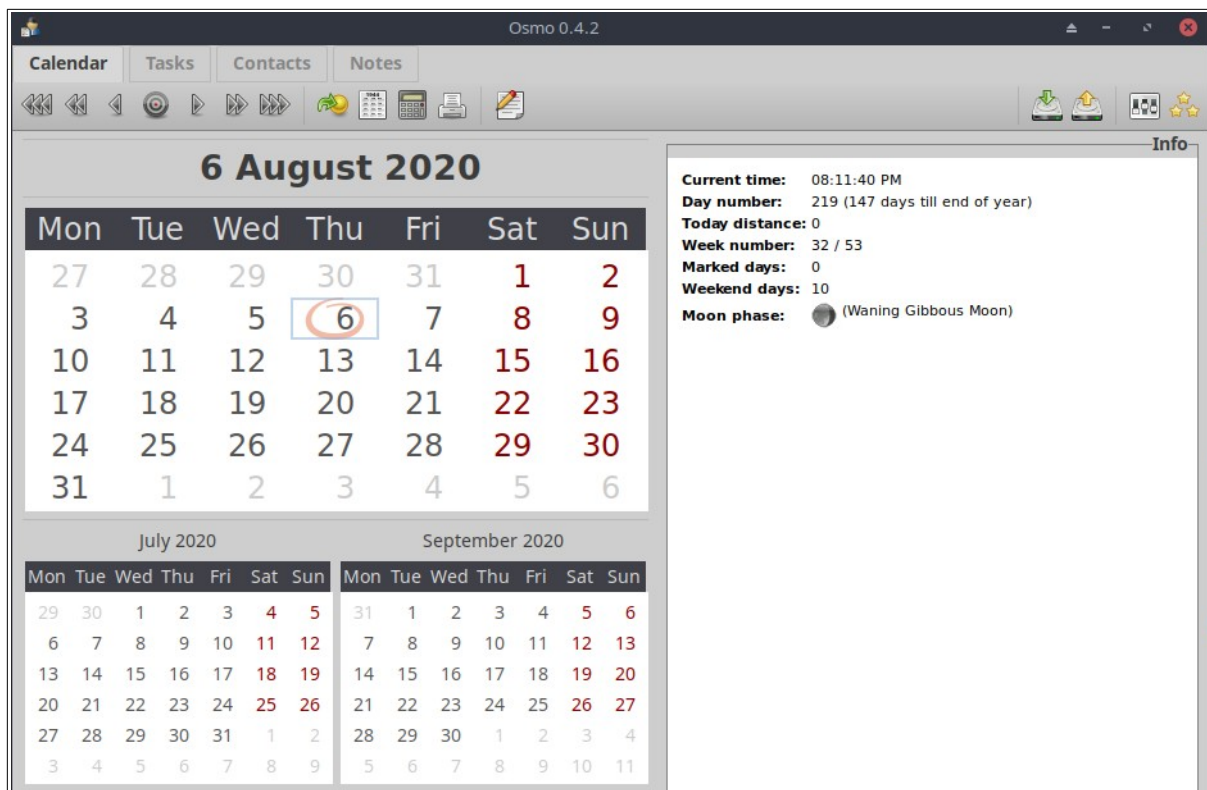 Osmo 0.4.2
Calendar Tasks Contacts Notes
6 August 2020
Mon Tue Wed Thu Fri Sat Sun
27 28 29 30 31 1 2
3 4 5 6 7 8 9
10 11 12 13 14 15 16
17 18 19 20 21 22 23
24 25 26 27 28 29 30
31 1 2 3 4 5 6
July 2020
Mon Tue Wed Thu Fri Sat Sun
29 30 1 2 3 4 5
6 7 8 9 10 11 12
13 14 15 16 17 18 19
20 21 22 23 24 25 26
27 28 29 30 31 1 2
3 4 5 6 7 8 9
September 2020
Mon Tue Wed Thu Fri Sat Sun
31 1 2 3 4 5 6
7 8 9 10 11 12 13
14 15 16 17 18 19 20
21 22 23 24 25 26 27
28 29 30 1 2 3 4
5 6 7 8 9 10 11
Info
Current time: 08:11:40 PM
Day number: 219 (147 days till end of year)
Today distance: 0
Week number: 32 / 53
Marked days: 0
Weekend days: 10
Moon phase: (Waning Gibbous Moon)